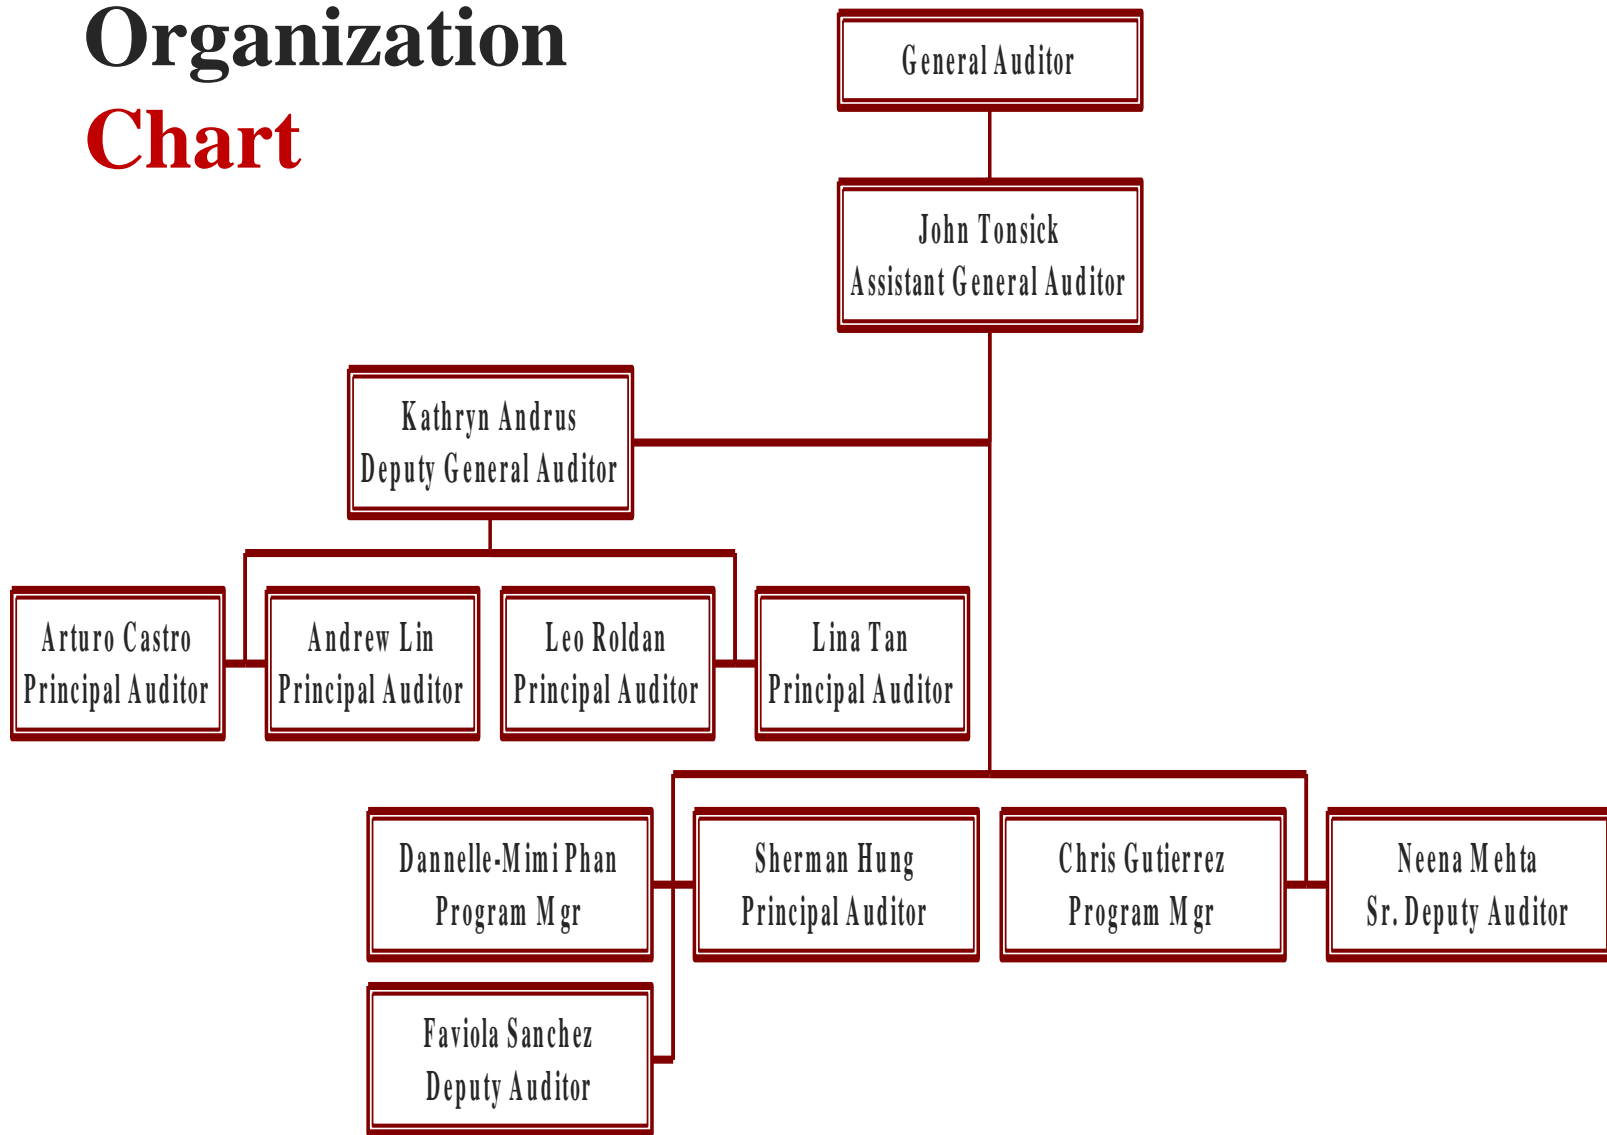 Organization
Chart
General Auditor
John Tonsick
Assistant General Auditor
Kathryn Andrus
Deputy General Auditor
Arturo Castro
Principal Auditor
Andrew Lin
Principal Auditor
Leo Roldan
Principal Auditor
Lina Tan
Principal Auditor
Dannelle-Mimi Phan
Program Mgr
Sherman Hung
Principal Auditor
Chris Gutierrez
Program Mgr
Neena Mehta
Sr. Deputy Auditor
Faviola Sanchez
Deputy Auditor